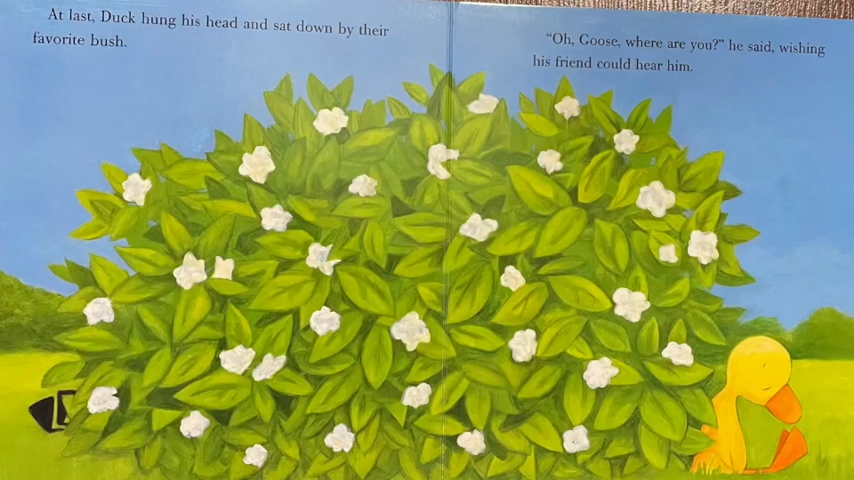 At last, Duck hung his head and sat down by their
favorite bush.
“Oh, Goose, where are you?” he said, wishing
his friend could hear him.